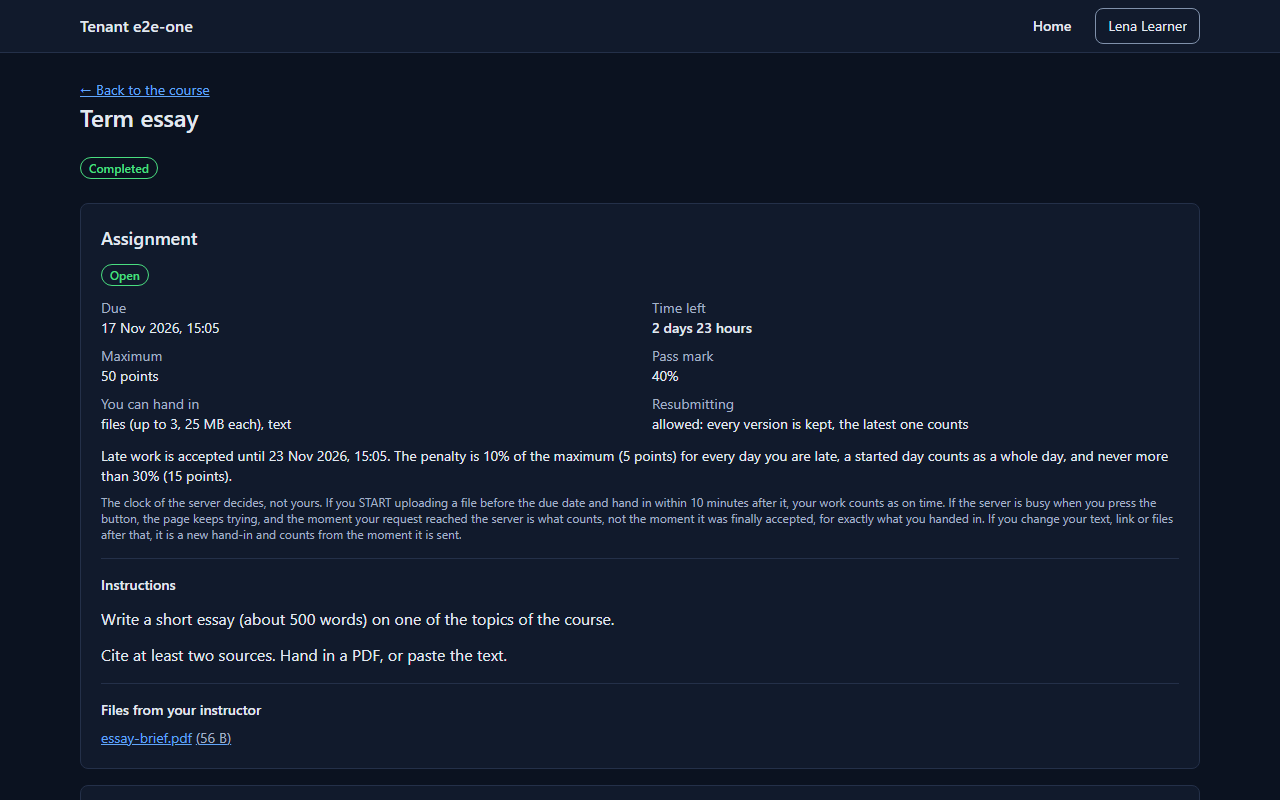 Tenant e2e-one
Home
Lena Learner
← Back to the course
Term essay
Completed
Assignment
Open
Due
17 Nov 2026, 15:05
Time left
2 days 23 hours
Maximum
50 points
Pass mark
40%
You can hand in
files (up to 3, 25 MB each), text
Resubmitting
allowed: every version is kept, the latest one counts
Late work is accepted until 23 Nov 2026, 15:05. The penalty is 10% of the maximum (5 points) for every day you are late, a started day counts as a whole day, and never more
than 30% (15 points).
The clock of the server decides, not yours. If you START uploading a file before the due date and hand in within 10 minutes after it, your work counts as on time. If the server is busy when you press the
button, the page keeps trying, and the moment your request reached the server is what counts, not the moment it was finally accepted, for exactly what you handed in. If you change your text, link or files
after that, it is a new hand-in and counts from the moment it is sent.
Instructions
Write a short essay (about 500 words) on one of the topics of the course.
Cite at least two sources. Hand in a PDF, or paste the text.
Files from your instructor
essay-brief.pdf (56 B)